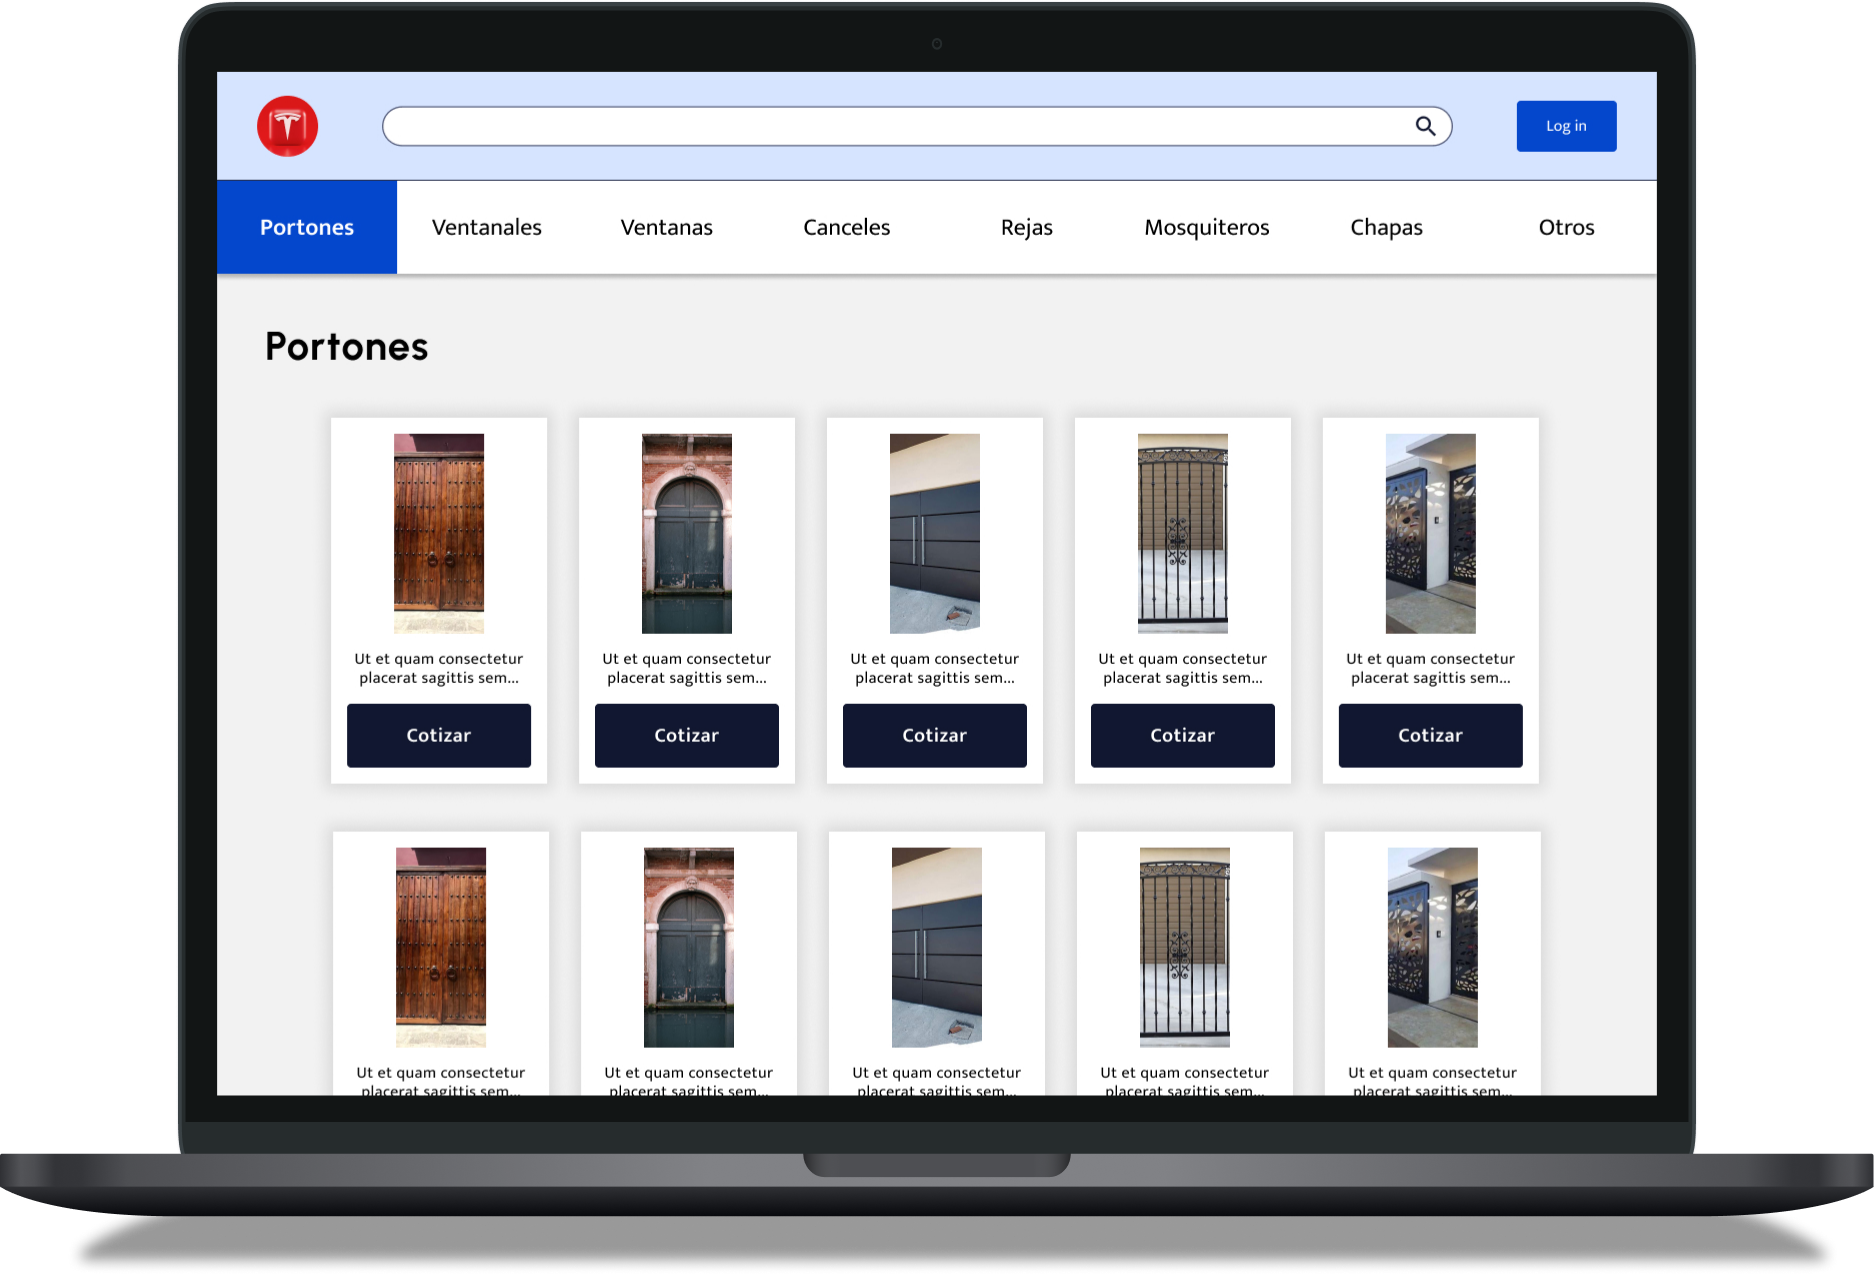 Log in
Portones Ventanales Ventanas Canceles Rejas Mosquiteros Chapas Otros
Portones
Ut et quam consectetur
placerat sagittis sem...
Cotizar
Ut et quam consectetur
placerat sagittis sem...
Cotizar
Ut et quam consectetur
placerat sagittis sem...
Cotizar
Ut et quam consectetur
placerat sagittis sem...
Cotizar
Ut et quam consectetur
placerat sagittis sem...
Cotizar
Ut et quam consectetur
placerat sagittis sem...
Ut et quam consectetur
placerat sagittis sem...
Ut et quam consectetur
placerat sagittis sem...
Ut et quam consectetur
placerat sagittis sem...
Ut et quam consectetur
placerat sagittis sem...